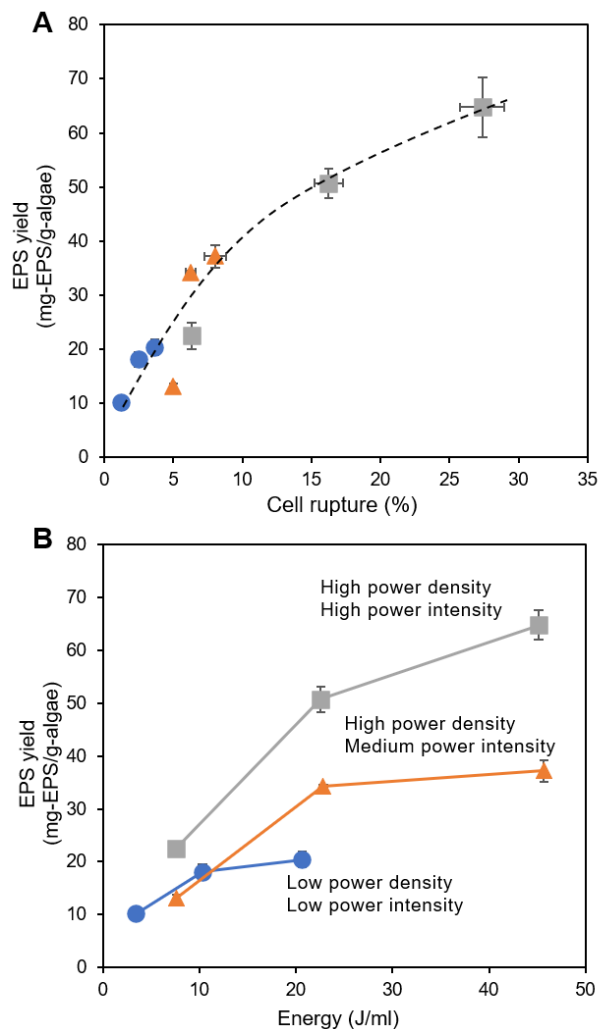 A
80
70
60
50
40
30
20
10
0
EPS yield
(mg-EPS/g-algae)
0 5 10 15 20 25 30 35
Cell rupture (%)
B
80
70
60
50
40
30
20
10
0
EPS yield
(mg-EPS/g-algae)
High power density
High power intensity
High power density
Medium power intensity
Low power density
Low power intensity
0 10 20 30 40 50
Energy (J/ml)